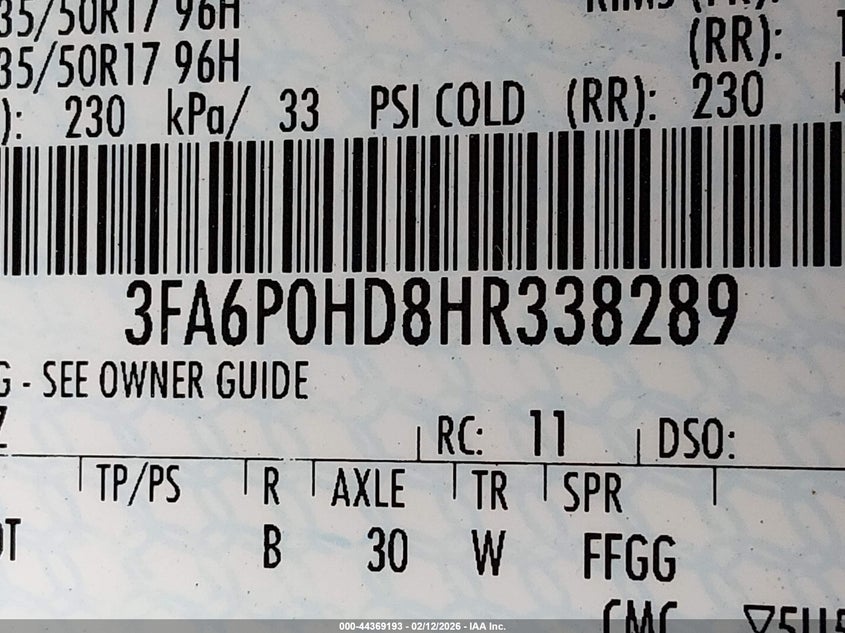 35/50R17 96H
35/50R17 96H (RR):
): 230 kPa/ 33 PSI COLD (RR): 230 k
3FA6P0HD8HR338289
G - SEE OWNER GUIDE
RC: 11 DSO:
TP/PS R AXLE TR SPR
B 30 W FFGG
000-44369193 - 02/12/2026 - IAA Inc.